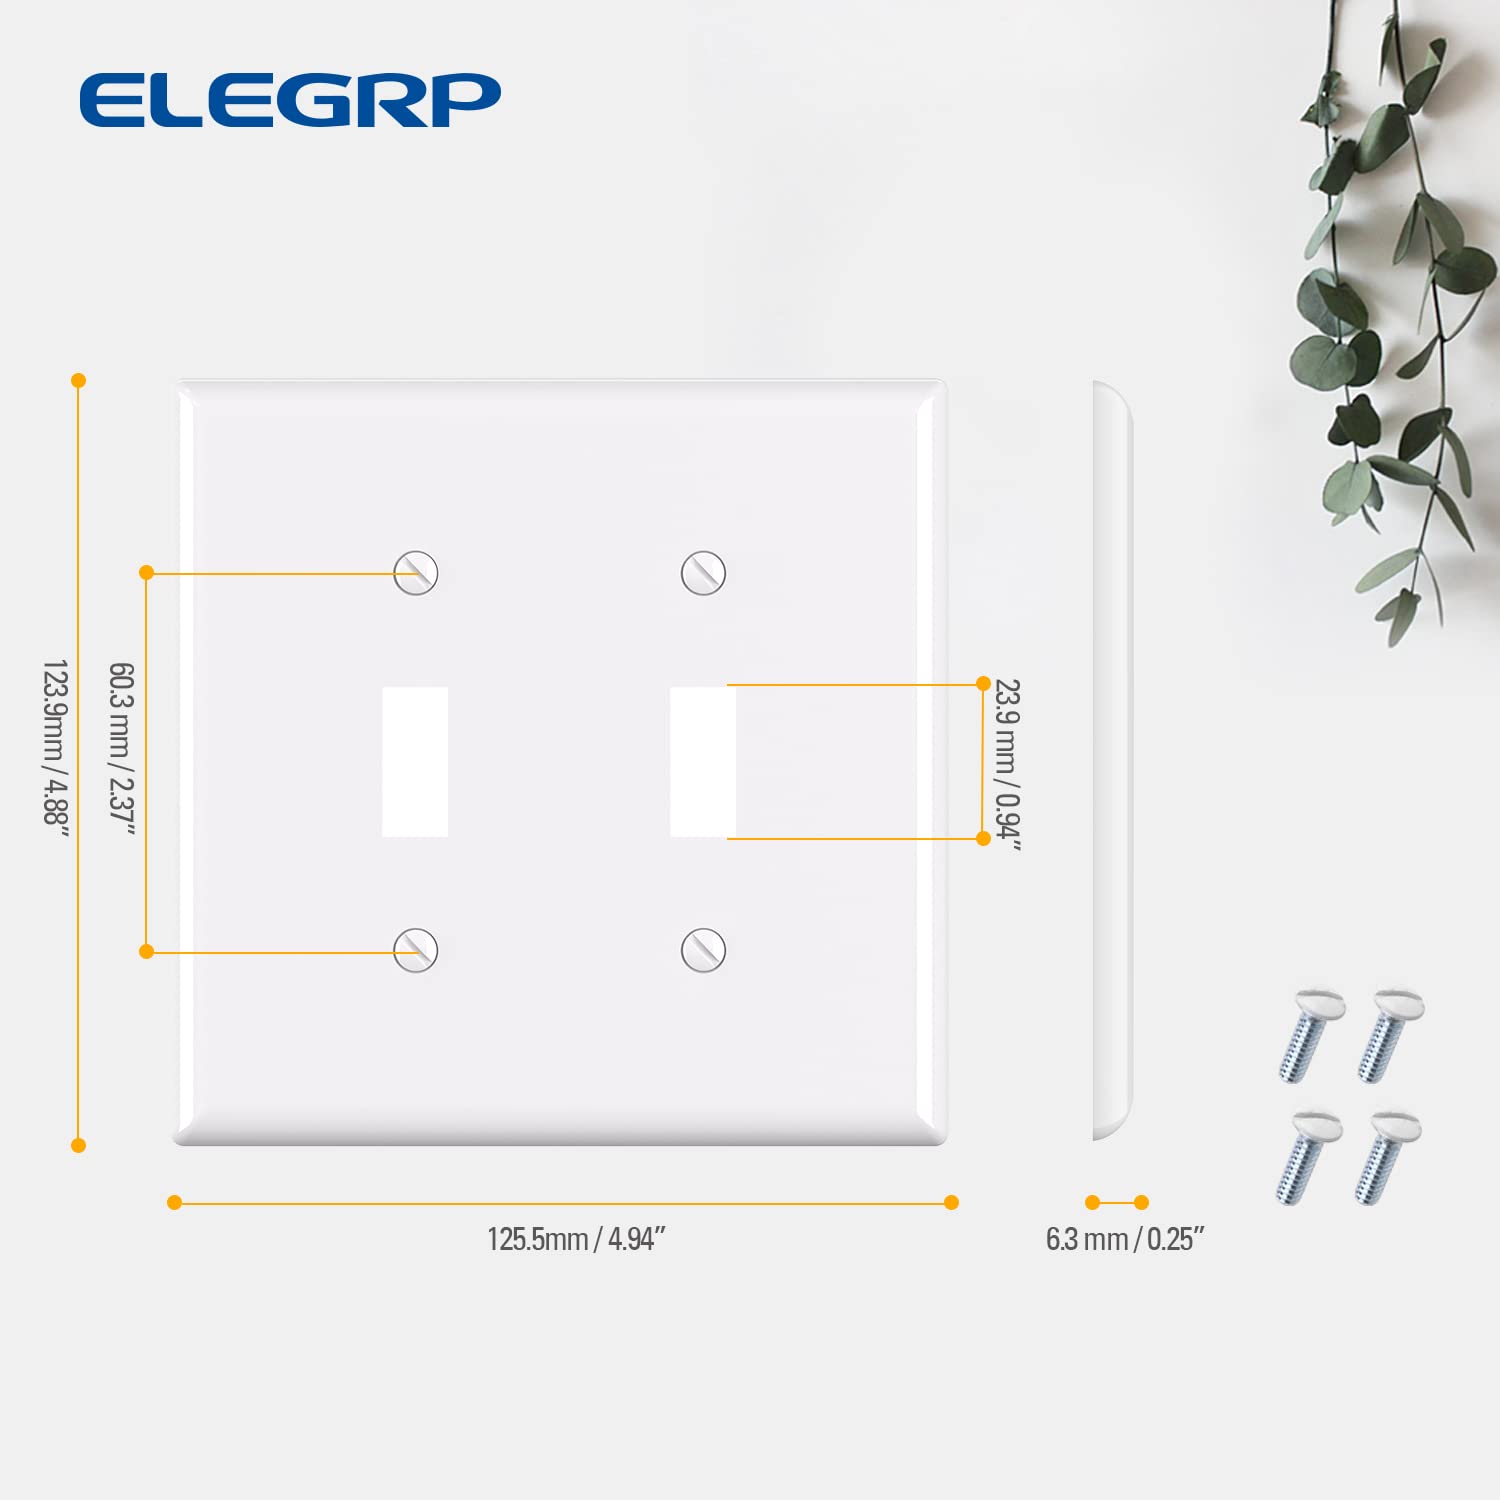 ELEGRP
123.9mm / 4.88″
60.3 mm / 2.37″
23.9 mm / 0.94″
125.5mm / 4.94″
6.3 mm / 0.25″